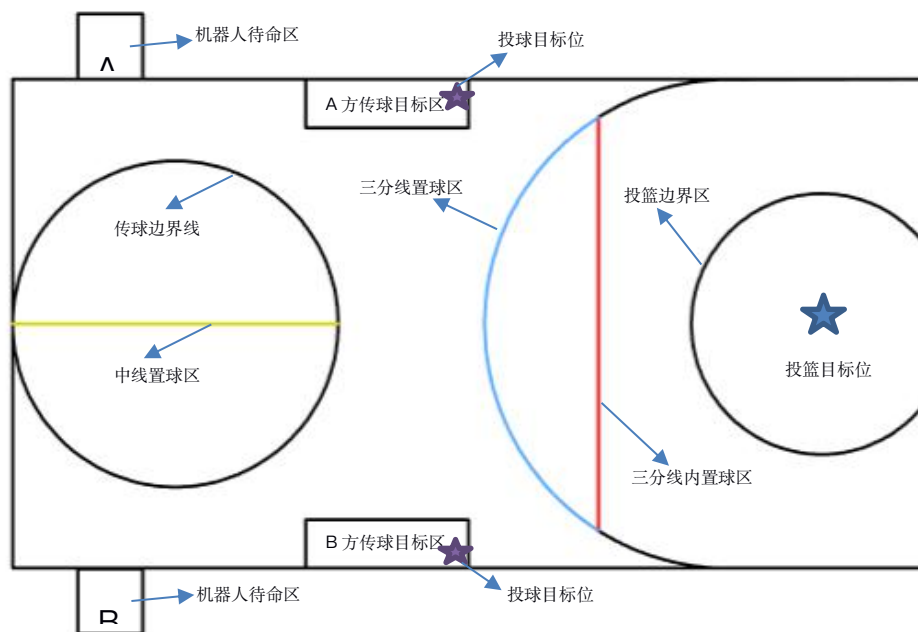 机器人待命区
A
投球目标位
A方传球目标区
三分线置球区
投篮边界区
传球边界线
中线置球区
投篮目标位
三分线内置球区
B方传球目标区
机器人待命区
B
投球目标位